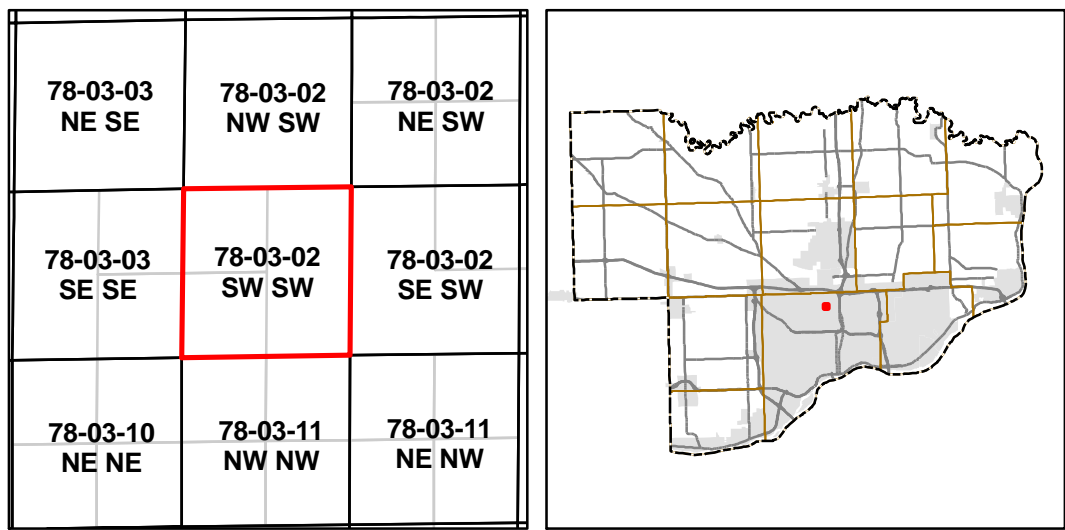 78-03-03
NE SE
78-03-02
NW SW
78-03-02
NE SW
78-03-03
SE SE
78-03-02
SW SW
78-03-02
SE SW
78-03-10
NE NE
78-03-11
NW NW
78-03-11
NE NW